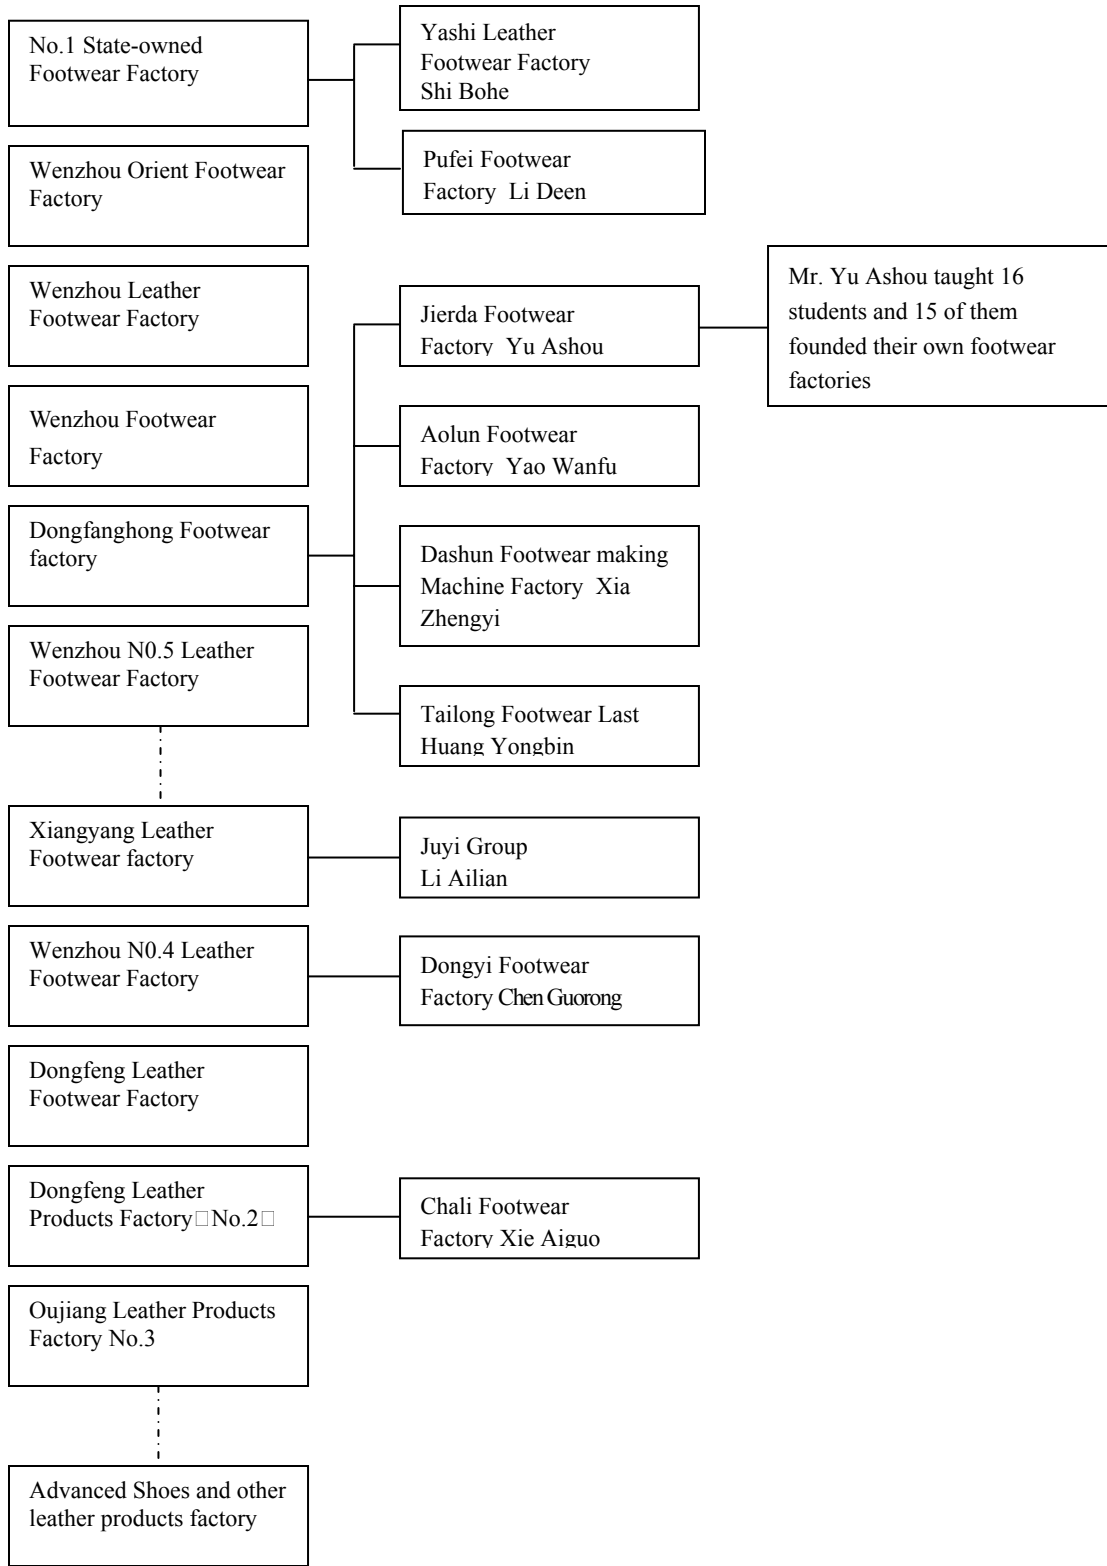 No.1 State-owned
Footwear Factory
Yashi Leather
Footwear Factory
Shi Bohe
Pufei Footwear
Factory Li Deen
Wenzhou Orient Footwear
Factory
Wenzhou Leather
Footwear Factory
Jierda Footwear
Factory Yu Ashou
Mr. Yu Ashou taught 16
students and 15 of them
founded their own footwear
factories
Wenzhou Footwear
Factory
Aolun Footwear
Factory Yao Wanfu
Dongfanghong Footwear
factory
Dashun Footwear making
Machine Factory Xia
Zhengyi
Wenzhou N0.5 Leather
Footwear Factory
Tailong Footwear Last
Huang Yongbin
Xiangyang Leather
Footwear factory
Juyi Group
Li Ailian
Wenzhou N0.4 Leather
Footwear Factory
Dongyi Footwear
Factory Chen Guorong
Dongfeng Leather
Footwear Factory
Dongfeng Leather
Products Factory□No.2□
Chali Footwear
Factory Xie Aiguo
Oujiang Leather Products
Factory No.3
Advanced Shoes and other
leather products factory